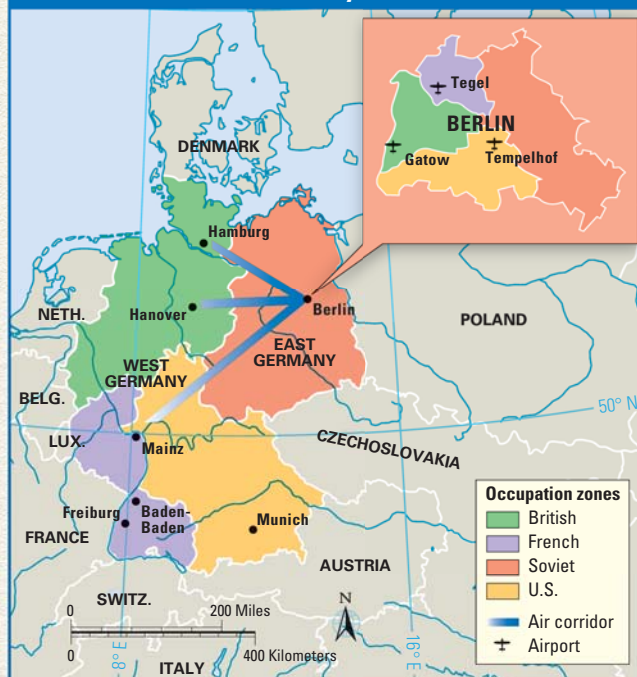 Tegel
BERLIN
Gatow
Tempelhof
DENMARK
Hamburg
NETH.
Hanover
Berlin
POLAND
EAST
GERMANY
WEST
GERMANY
BELG.
50° N
LUX.
Mainz
CZECHOSLOVAKIA
Freiburg
Baden-
Baden
Munich
FRANCE
AUSTRIA
SWITZ.
ITALY
0 200 Miles
0 400 Kilometers
8° E
N
16° E
Occupation zones
British
French
Soviet
U.S.
Air corridor
Airport